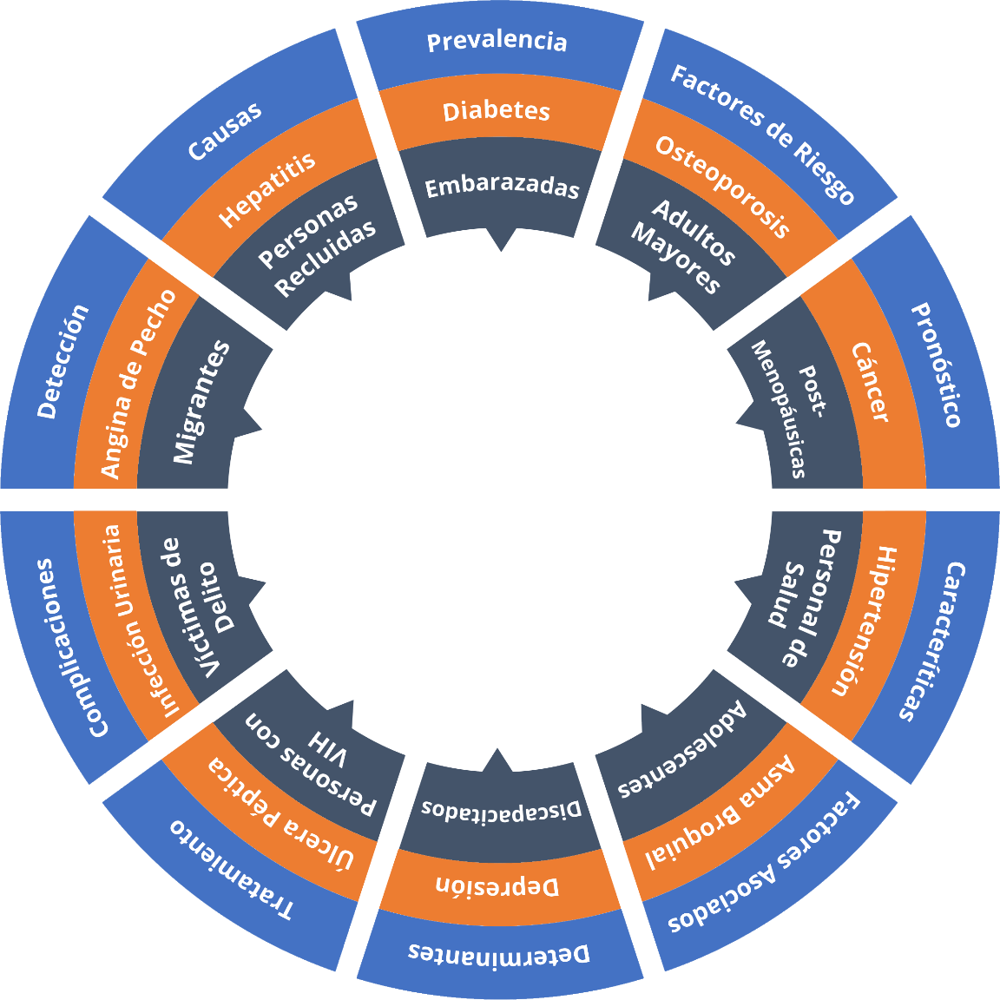 Prevalencia
Diabetes
Embarazadas
Factores de Riesgo
Osteoporosis
Adultos
Mayores
Pronóstico
Cáncer
Post-
Menopáusicas
Caracteríticas
Hipertensión
Personal de
Salud
Factores Asociados
Asma Broquial
Adolescentes
Determinantes
Depresión
Discapacitados
Tratamiento
Úlcera Péptica
Personas con
VIH
Complicaciones
Infección Urinaria
Víctimas de
Delito
Detección
Angina de Pecho
Migrantes
Causas
Hepatitis
Personas
Recluidas